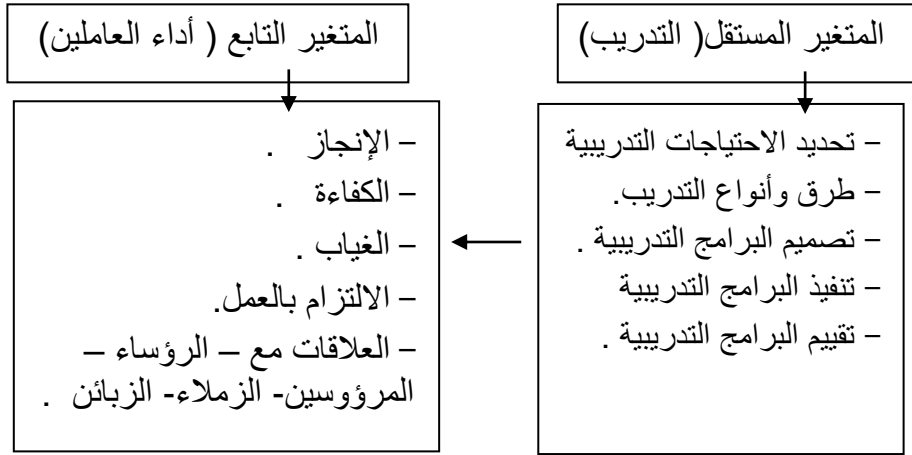 المتغير المستقل( التدريب)
– تحديد الاحتياجات التدريبية
– طرق وأنواع التدريب.
– تصميم البرامج التدريبية .
– تنفيذ البرامج التدريبية
– تقييم البرامج التدريبية .
المتغير التابع ( أداء العاملين)
– الإنجاز .
– الكفاءة .
– الغياب .
– الالتزام بالعمل.
– العلاقات مع – الرؤساء –
المرؤوسين- الزملاء- الزبائن .